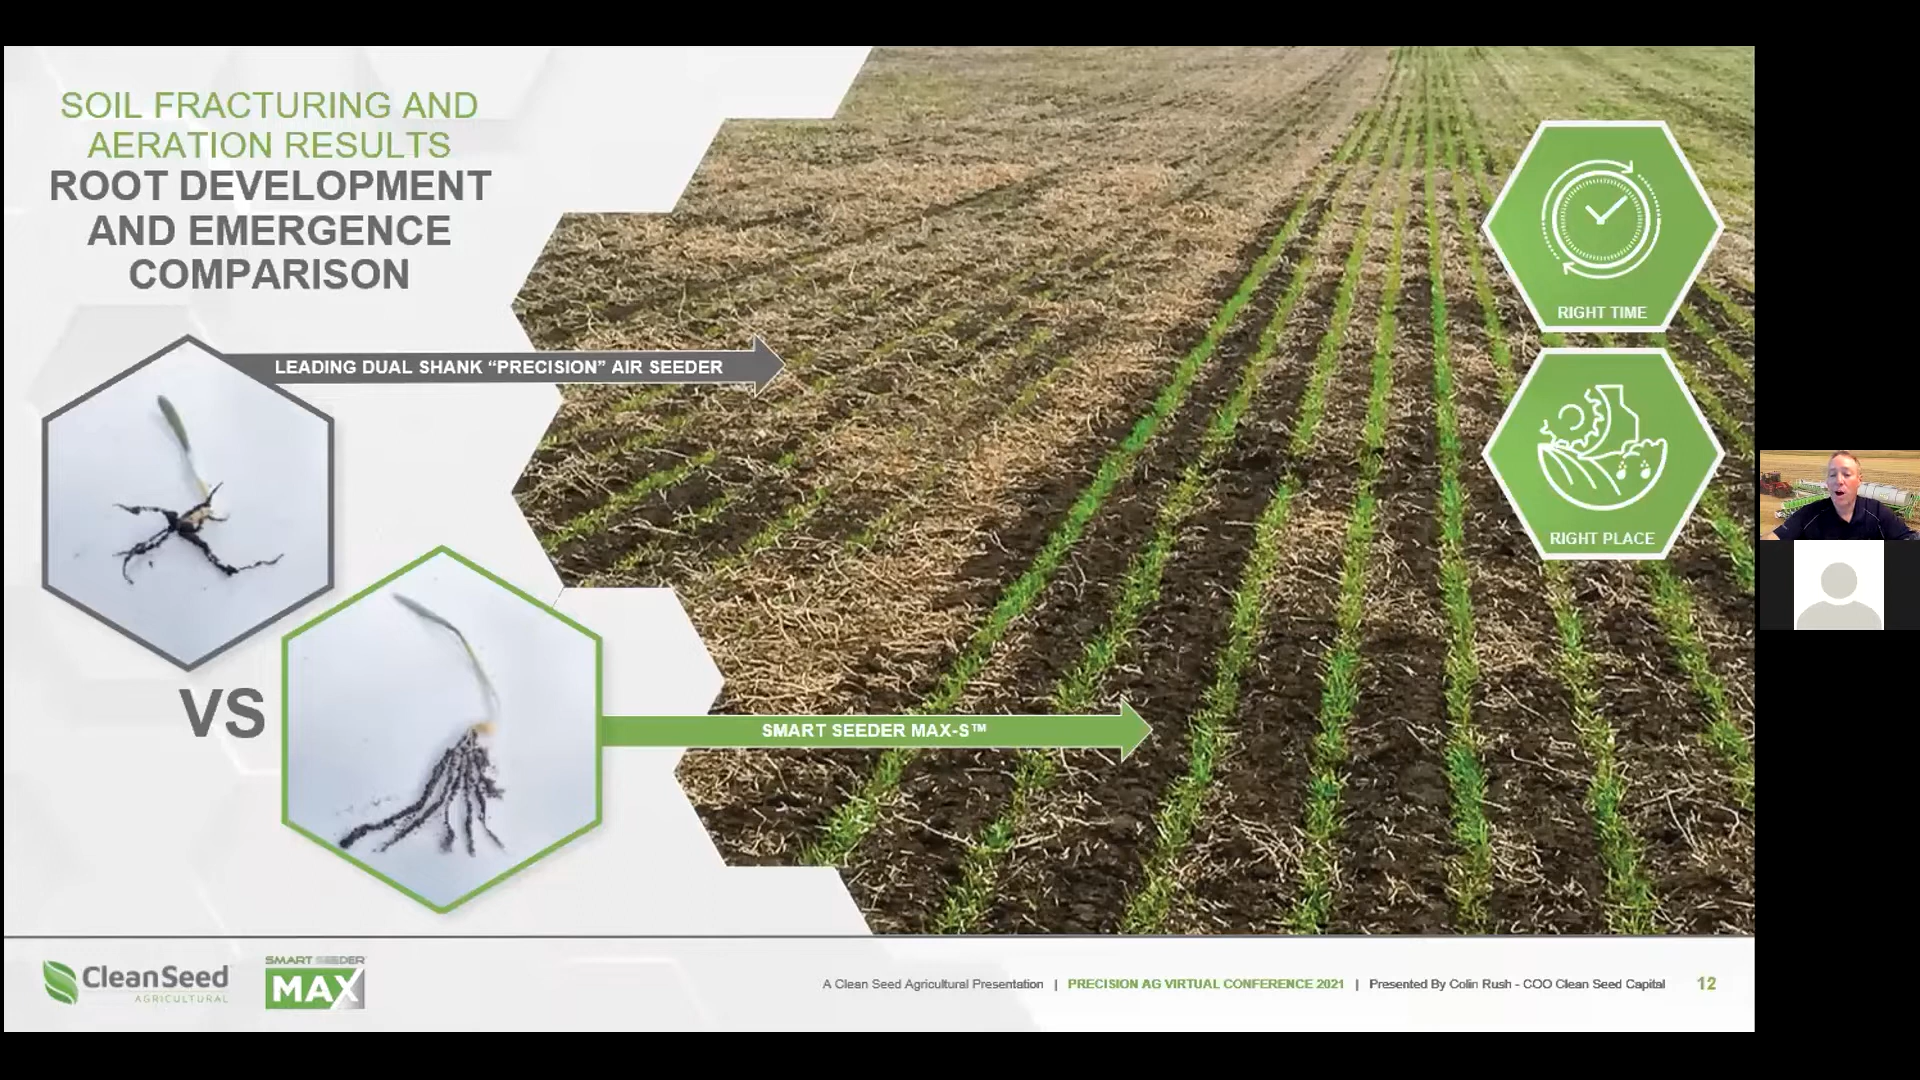 SOIL FRACTURING AND
AERATION RESULTS
ROOT DEVELOPMENT
AND EMERGENCE
COMPARISON
LEADING DUAL SHANK “PRECISION” AIR SEEDER
VS
SMART SEEDER MAX-S™
RIGHT TIME
RIGHT PLACE
CleanSeed
AGRICULTURAL
SMART SEEDER
MAX
A Clean Seed Agricultural Presentation | PRECISION AG VIRTUAL CONFERENCE 2021 | Presented By Colin Rush - COO Clean Seed Capital 12